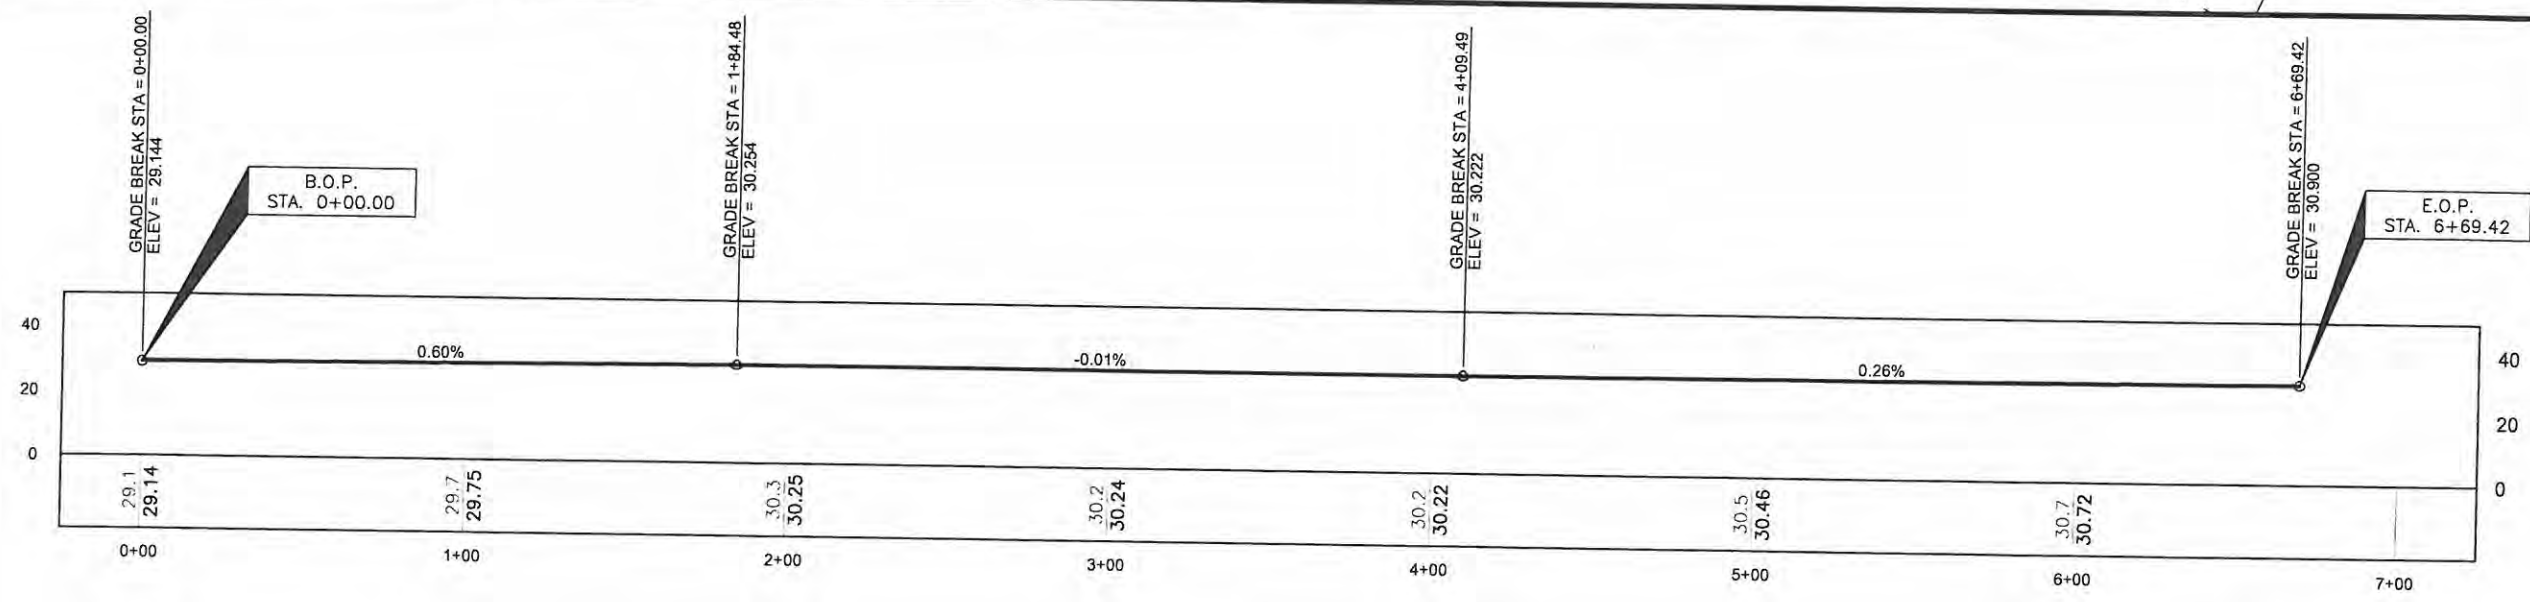 GRADE BREAK STA = 0+00.00
ELEV = 29.144
GRADE BREAK STA = 1+84.48
ELEV = 30.254
GRADE BREAK STA = 4+09.49
ELEV = 30.222
GRADE BREAK STA = 6+69.42
ELEV = 30.900
B.O.P.
STA. 0+00.00
E.O.P.
STA. 6+69.42
40
20
0
0.60%
-0.01%
0.26%
40
20
0
29.1
29.14
29.7
29.75
30.3
30.25
30.2
30.24
30.2
30.22
30.5
30.46
30.7
30.72
0+00
1+00
2+00
3+00
4+00
5+00
6+00
7+00